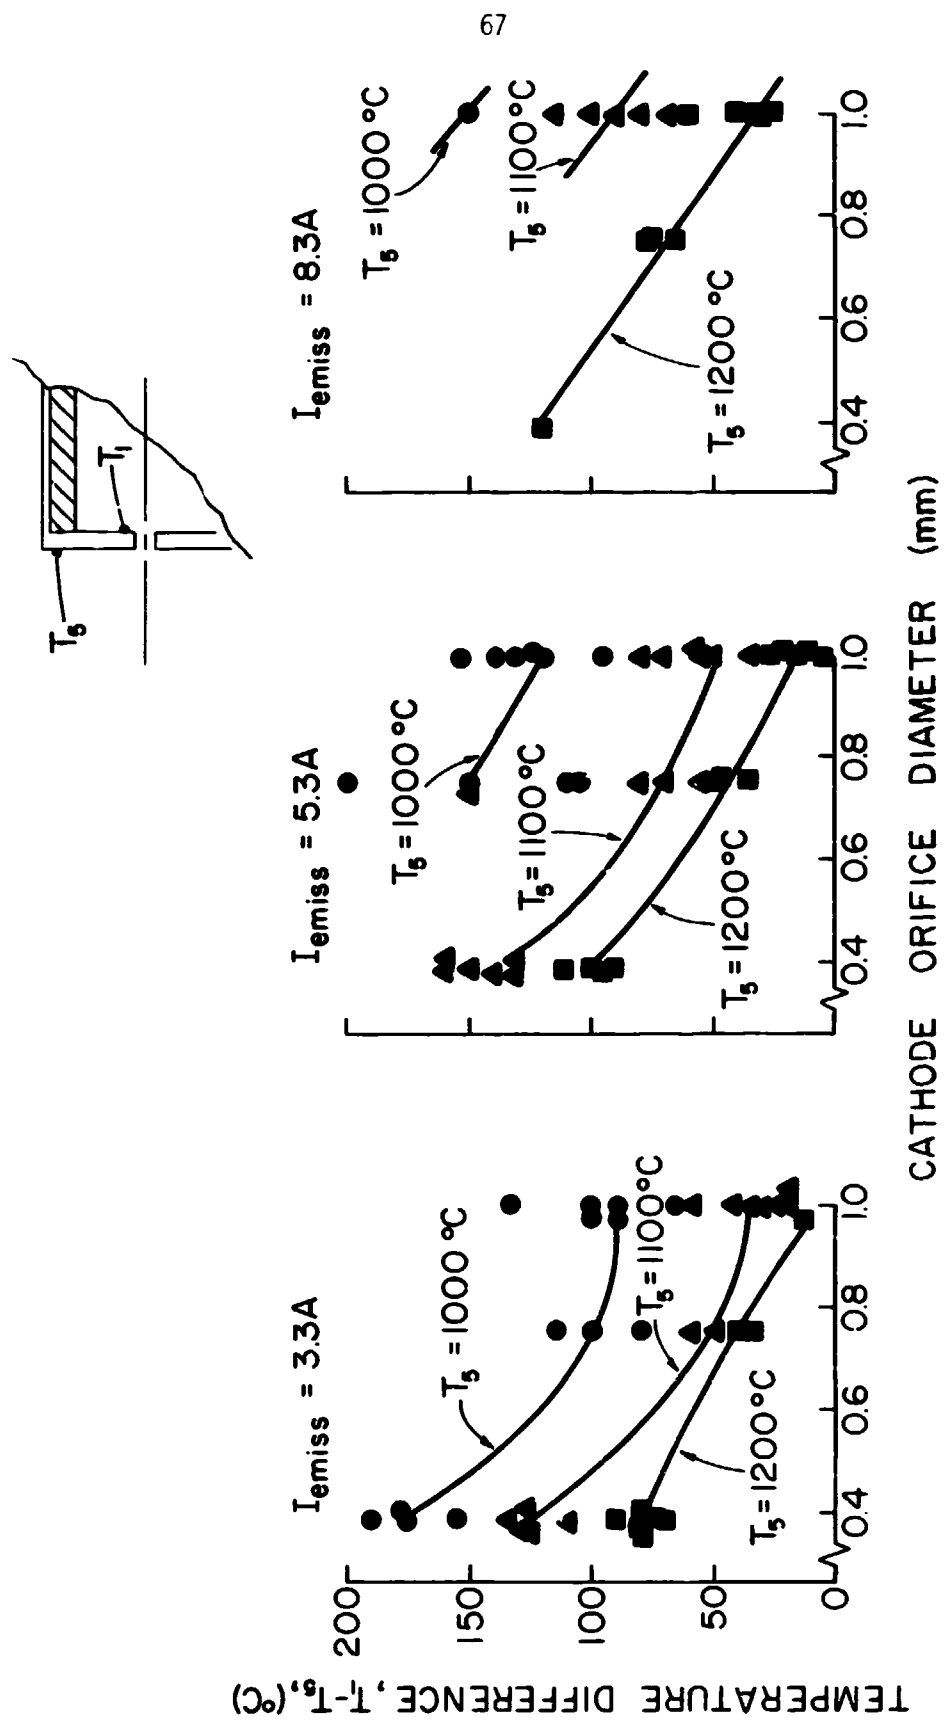 67
T₅
T₁
I_emiss = 3.3A
I_emiss = 5.3A
I_emiss = 8.3A
T₅ = 1000°C
T₅ = 1100°C
T₅ = 1200°C
T₅ = 1000°C
T₅ = 1100°C
T₅ = 1200°C
T₅ = 1000°C
T₅ = 1100°C
T₅ = 1200°C
200
150
100
50
0
0.4 0.6 0.8 1.0
0.4 0.6 0.8 1.0
0.4 0.6 0.8 1.0
TEMPERATURE DIFFERENCE, T₁-T₅, (°C)
CATHODE ORIFICE DIAMETER (mm)